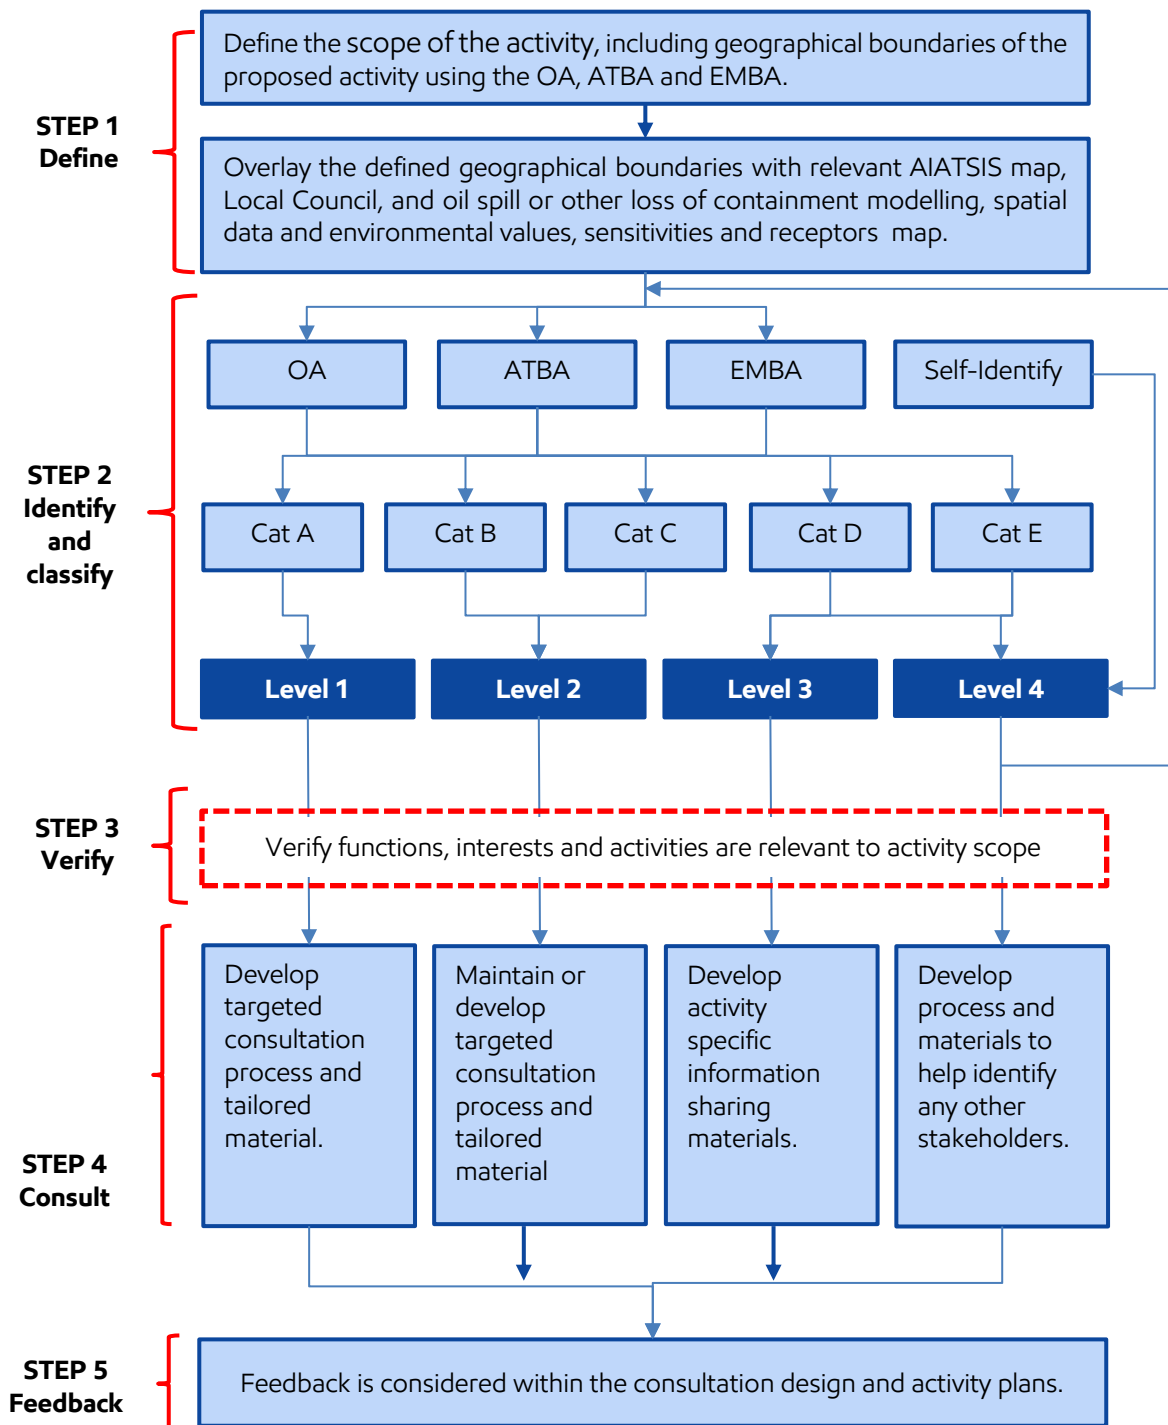 Define the scope of the activity, including geographical boundaries of the
proposed activity using the OA, ATBA and EMBA.
STEP 1
Define
Overlay the defined geographical boundaries with relevant AIATSIS map,
Local Council, and oil spill or other loss of containment modelling, spatial
data and environmental values, sensitivities and receptors map.
OA
ATBA
EMBA
Self-Identify
STEP 2
Identify
and
classify
Cat A
Cat B
Cat C
Cat D
Cat E
Level 1
Level 2
Level 3
Level 4
STEP 3
Verify
Verify functions, interests and activities are relevant to activity scope
STEP 4
Consult
Develop
targeted
consultation
process and
tailored
material.
Maintain or
develop
targeted
consultation
process and
tailored
material
Develop
activity
specific
information
sharing
materials.
Develop
process and
materials to
help identify
any other
stakeholders.
STEP 5
Feedback
Feedback is considered within the consultation design and activity plans.